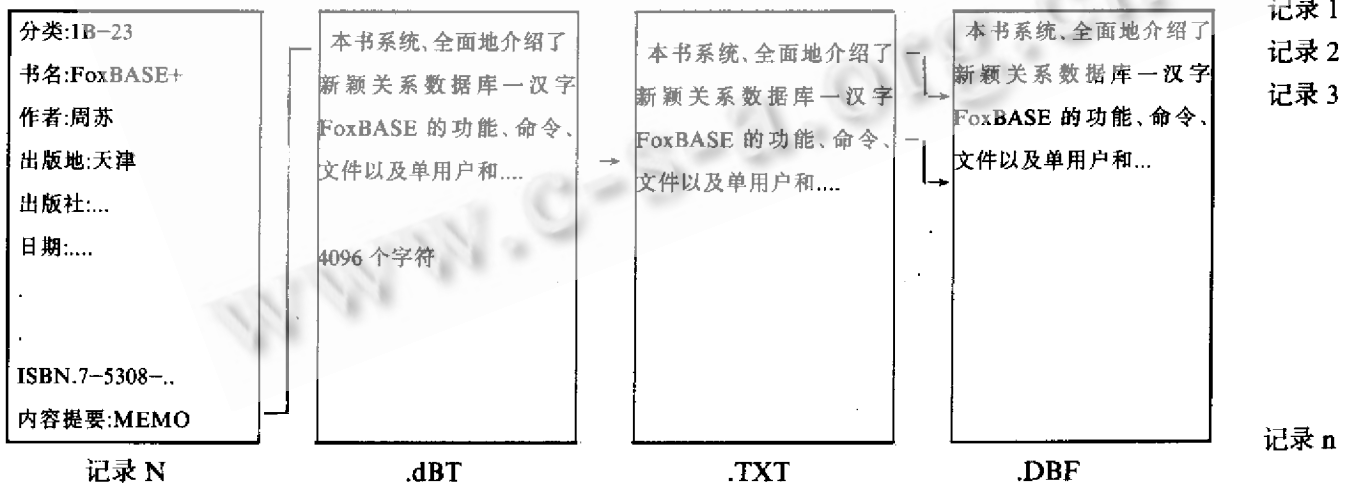 分类:1B-23
书名:FoxBASE+
作者:周苏
出版地:天津
出版社:...
日期:....
.
.
ISBN.7-5308-..
内容提要:MEMO
记录 N
本书系统、全面地介绍了
新颖关系数据库一汉字
FoxBASE 的功能、命令、
文件以及单用户和....
4096 个字符
.dBT
本书系统、全面地介绍了
新颖关系数据库一汉字
FoxBASE 的功能、命令、
文件以及单用户和....
.TXT
本书系统、全面地介绍了
新颖关系数据库一汉字
FoxBASE 的功能、命令、
文件以及单用户和...
.DBF
记录 1
记录 2
记录 3
记录 n
www.c-s-a.org.cn